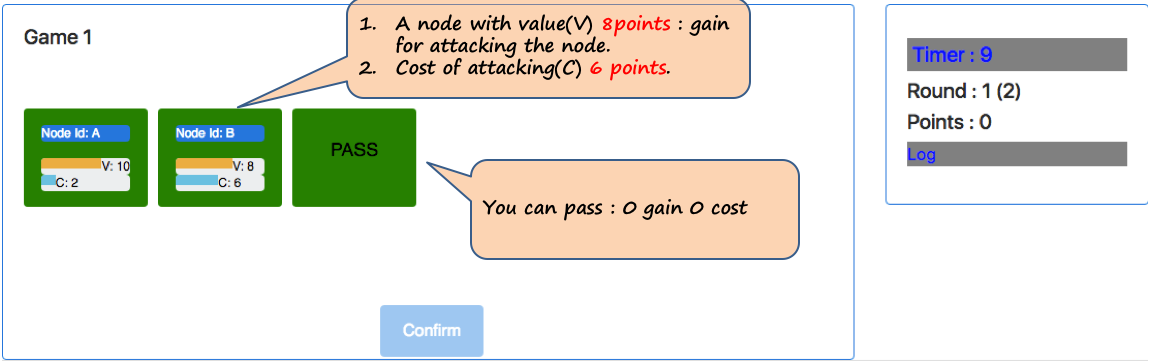 Game 1
1. A node with value(V) 8points : gain
for attacking the node.
2. Cost of attacking(C) 6 points.
Node Id: A
V: 10
C: 2
Node Id: B
V: 8
C: 6
PASS
You can pass : 0 gain 0 cost
Confirm
Timer : 9
Round : 1 (2)
Points : 0
Log